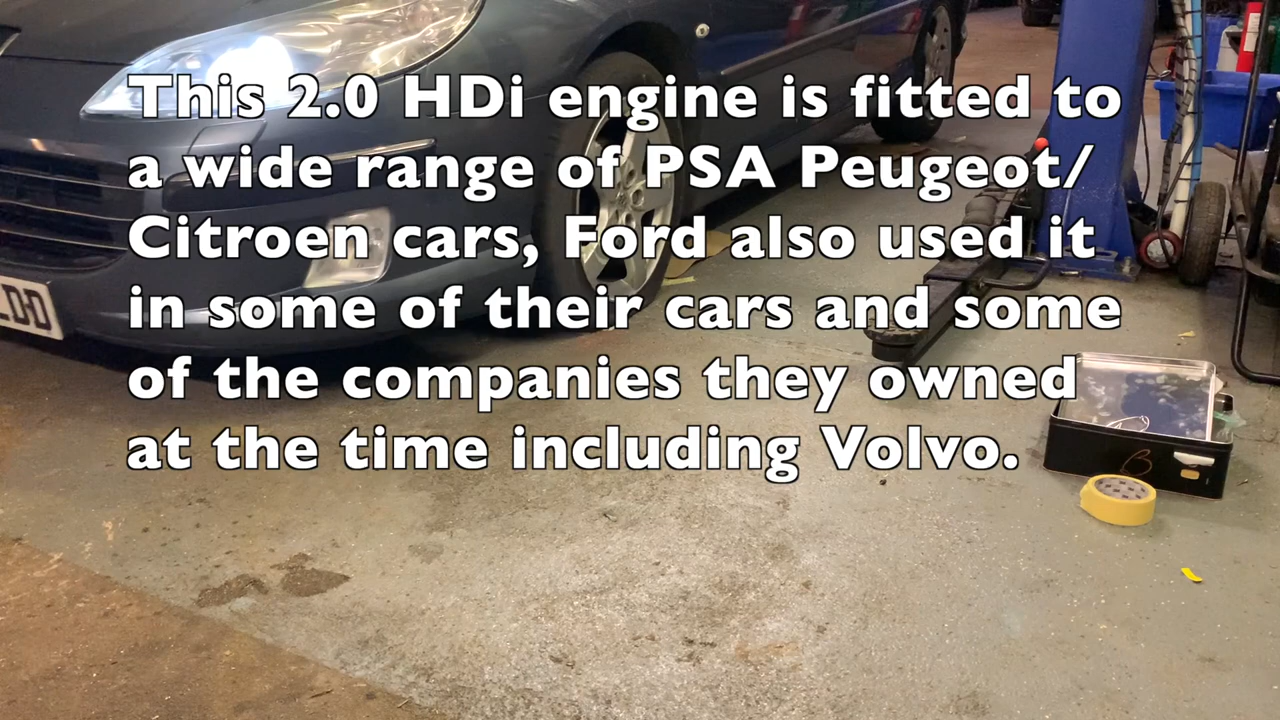 This 2.0 HDi engine is fitted to
a wide range of PSA Peugeot/
Citroen cars, Ford also used it
in some of their cars and some
of the companies they owned
at the time including Volvo.
LDD
B